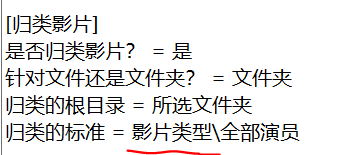 [归类影片]
是否归类影片？ = 是
针对文件还是文件夹？ = 文件夹
归类的根目录 = 所选文件夹
归类的标准 = 影片类型\全部演员